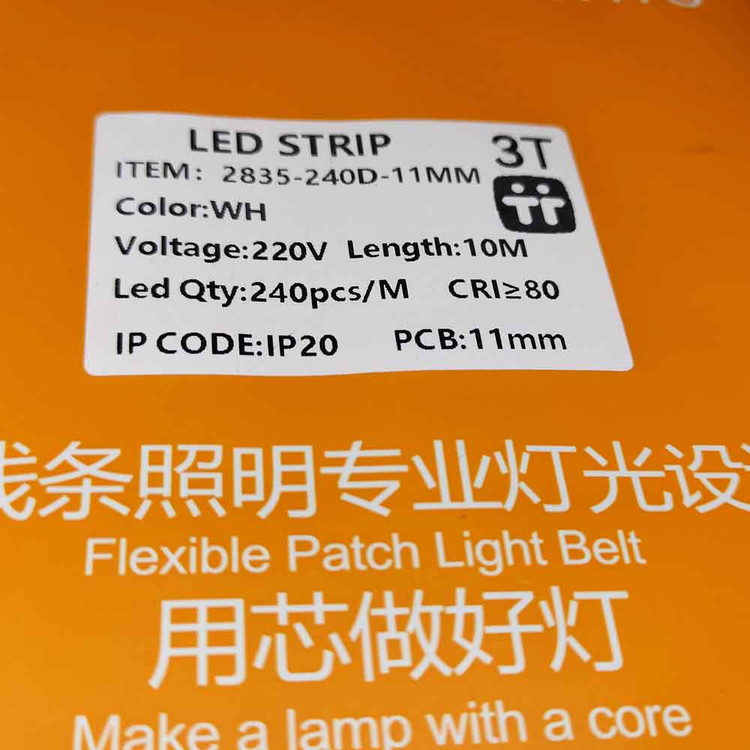 LED STRIP
3T
ITEM: 2835-240D-11MM
Color:WH
Voltage:220V Length:10M
Led Qty:240pcs/M CRI≥80
IP CODE:IP20 PCB:11mm
线条照明专业灯光设
Flexible Patch Light Belt
用芯做好灯
Make a lamp with a core